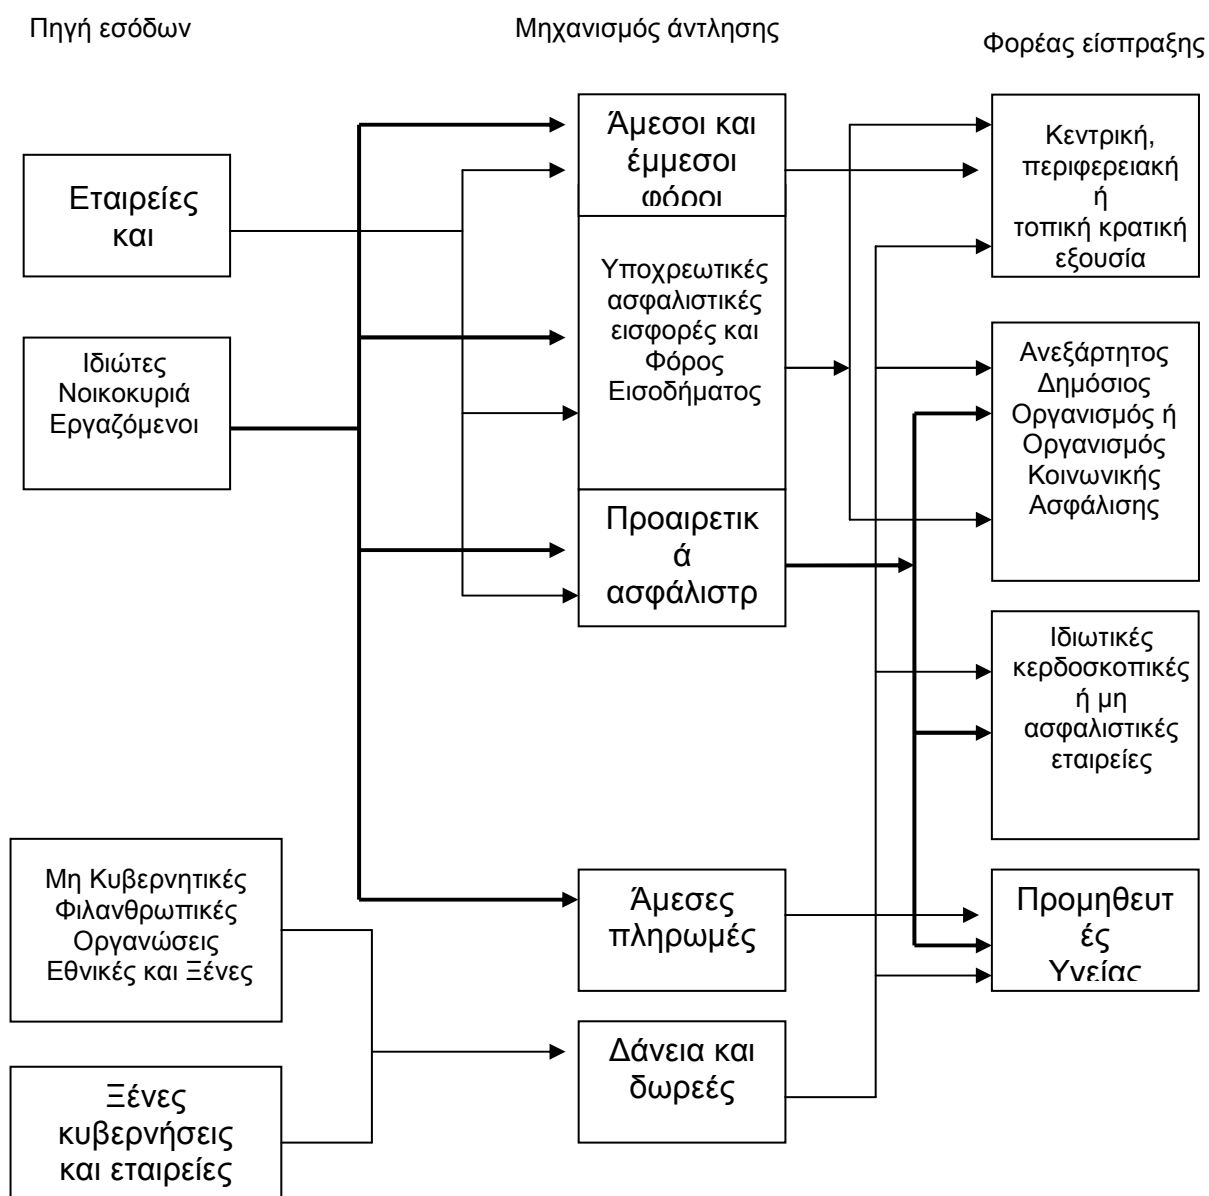 Πηγή εσόδων
Μηχανισμός άντλησης
Φορέας είσπραξης
Εταιρείες
και
Ιδιώτες
Νοικοκυριά
Εργαζόμενοι
Μη Κυβερνητικές
Φιλανθρωπικές
Οργανώσεις
Εθνικές και Ξένες
Ξένες
κυβερνήσεις
και εταιρείες
Άμεσοι και
έμμεσοι
φόροι
Υποχρεωτικές
ασφαλιστικές
εισφορές και
Φόρος
Εισοδήματος
Προαιρετικ
ά
ασφάλιστρ
Άμεσες
πληρωμές
Δάνεια και
δωρεές
Κεντρική,
περιφερειακή
ή
τοπική κρατική
εξουσία
Ανεξάρτητος
Δημόσιος
Οργανισμός ή
Οργανισμός
Κοινωνικής
Ασφάλισης
Ιδιωτικές
κερδοσκοπικές
ή μη
ασφαλιστικές
εταιρείες
Προμηθευτ
ές
Υγείας